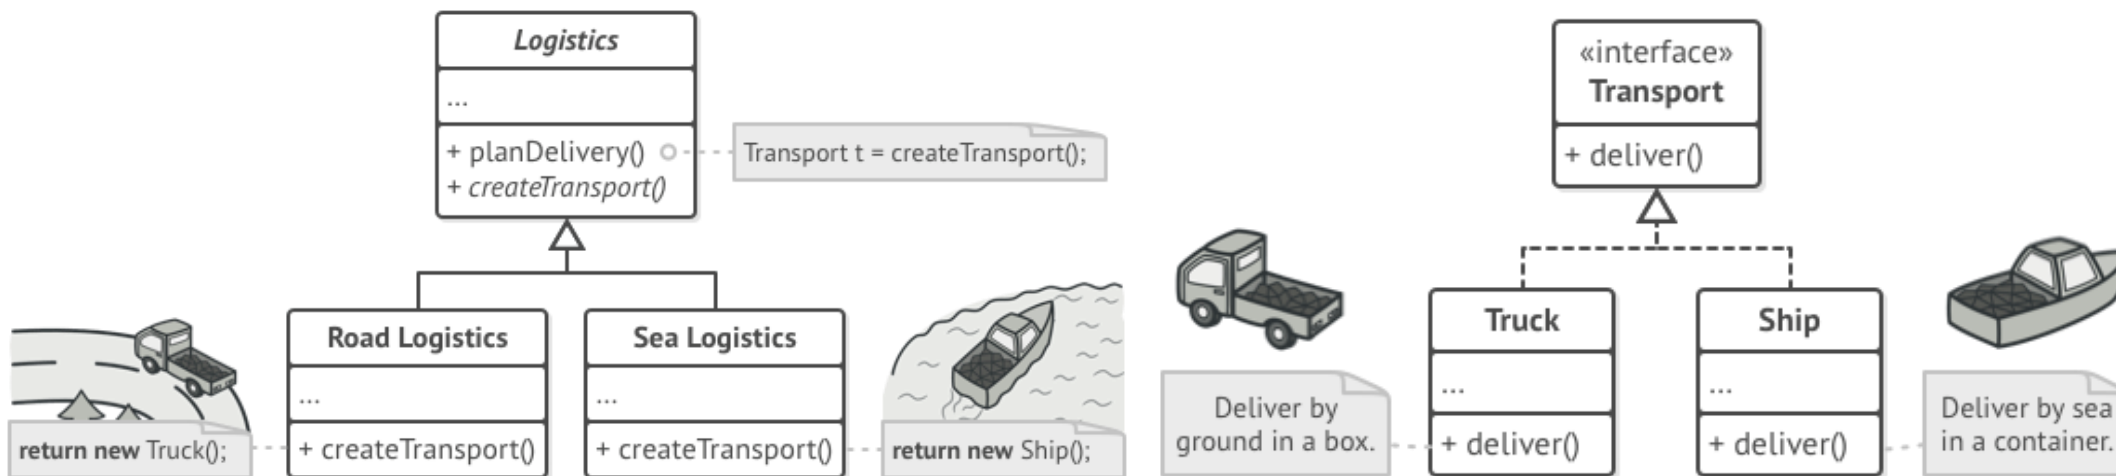 Logistics
...
+ planDelivery()
+ createTransport()
Transport t = createTransport();
Road Logistics
...
+ createTransport()
return new Truck();
Sea Logistics
...
+ createTransport()
return new Ship();
«interface»
Transport
+ deliver()
Truck
...
+ deliver()
Deliver by
ground in a box.
Ship
...
+ deliver()
Deliver by sea
in a container.